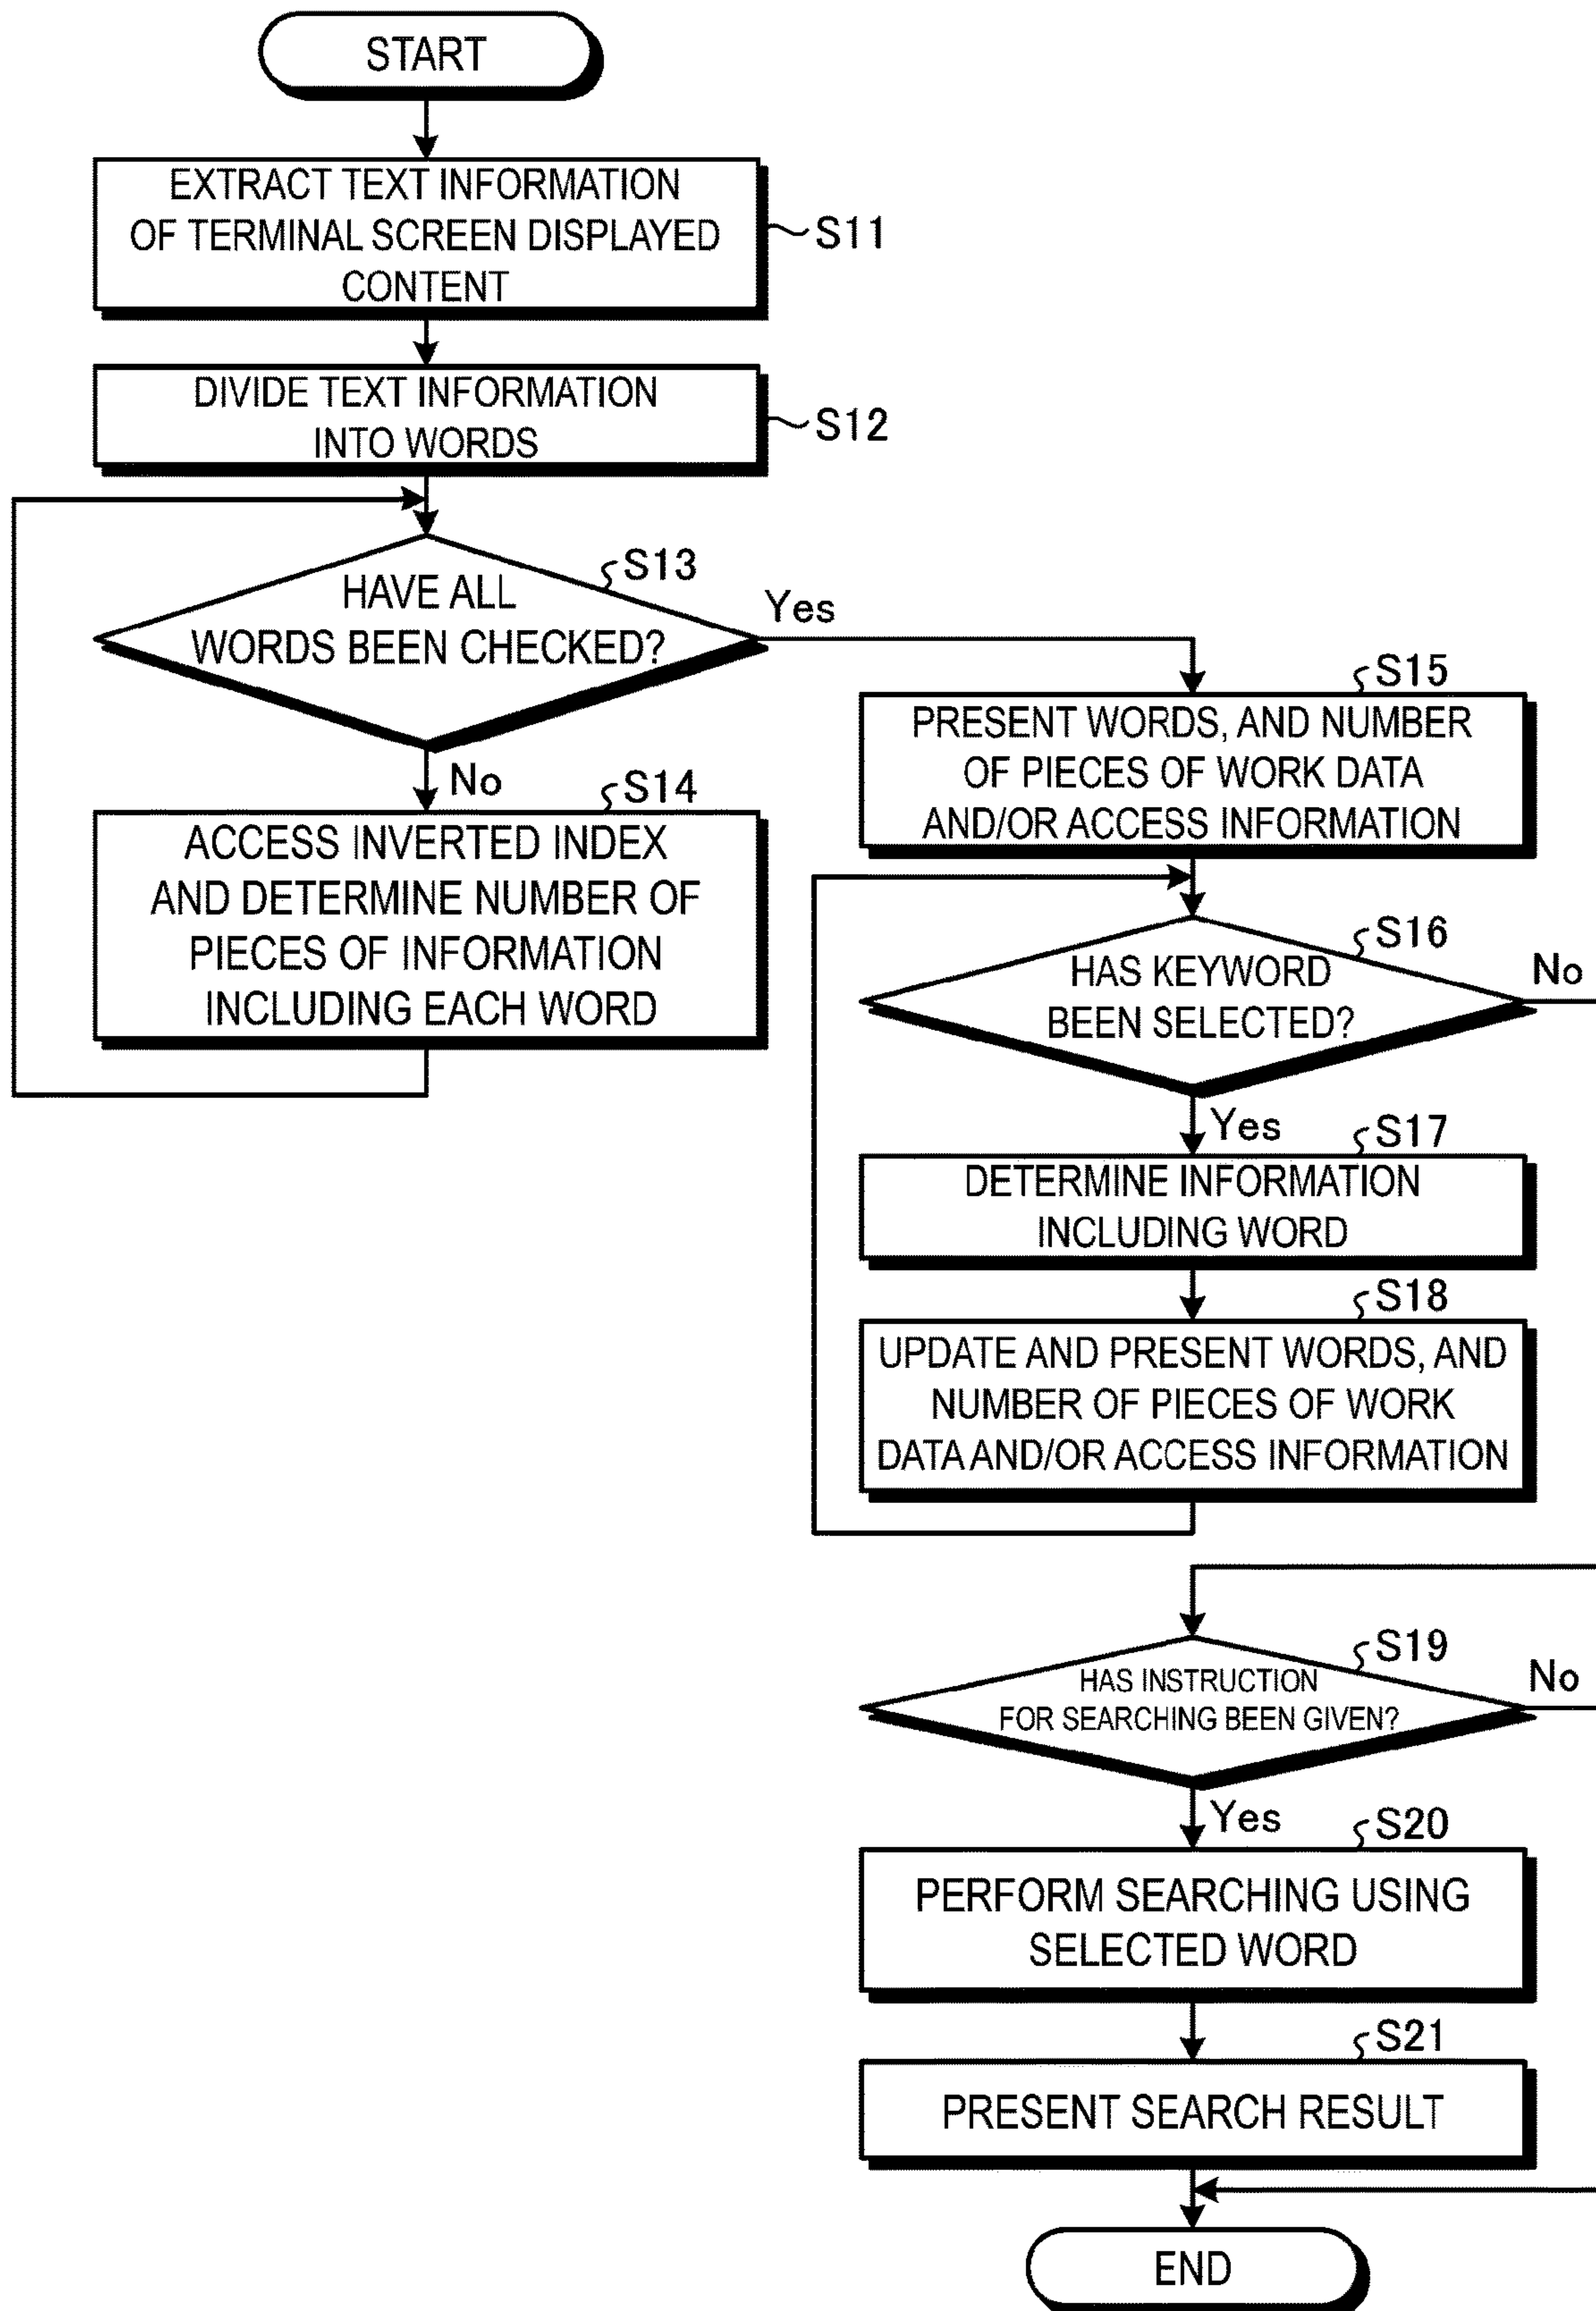 START
EXTRACT TEXT INFORMATION
OF TERMINAL SCREEN DISPLAYED
CONTENT
S11
DIVIDE TEXT INFORMATION
INTO WORDS
S12
S13
HAVE ALL
WORDS BEEN CHECKED?
Yes
No
S14
ACCESS INVERTED INDEX
AND DETERMINE NUMBER OF
PIECES OF INFORMATION
INCLUDING EACH WORD
S15
PRESENT WORDS, AND NUMBER
OF PIECES OF WORK DATA
AND/OR ACCESS INFORMATION
S16
HAS KEYWORD
BEEN SELECTED?
No
Yes
S17
DETERMINE INFORMATION
INCLUDING WORD
S18
UPDATE AND PRESENT WORDS, AND
NUMBER OF PIECES OF WORK
DATA AND/OR ACCESS INFORMATION
S19
HAS INSTRUCTION
FOR SEARCHING BEEN GIVEN?
No
Yes
S20
PERFORM SEARCHING USING
SELECTED WORD
S21
PRESENT SEARCH RESULT
END